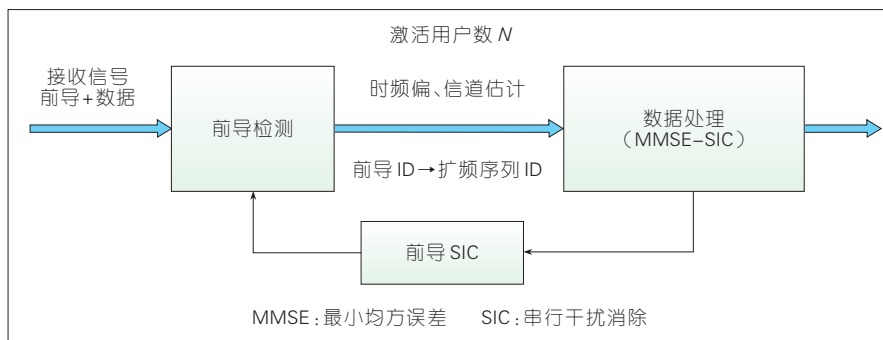 激活用户数 N
接收信号
前导+数据
前导检测
时频偏、信道估计
前导 ID→扩频序列 ID
数据处理
（MMSE-SIC）
前导 SIC
MMSE：最小均方误差 SIC：串行干扰消除